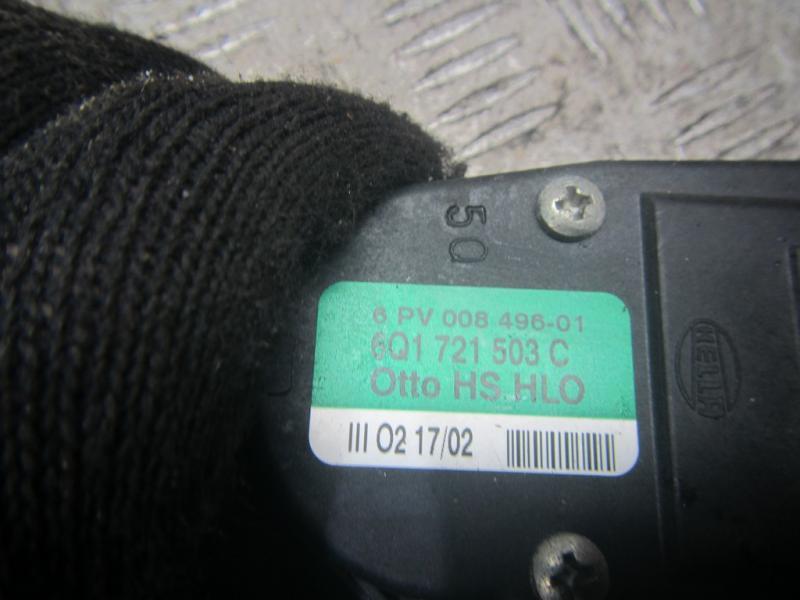 50
6 PV 008 496-01
6Q1 721 503 C
Otto HS HLO
III O2 17/02
HELLA